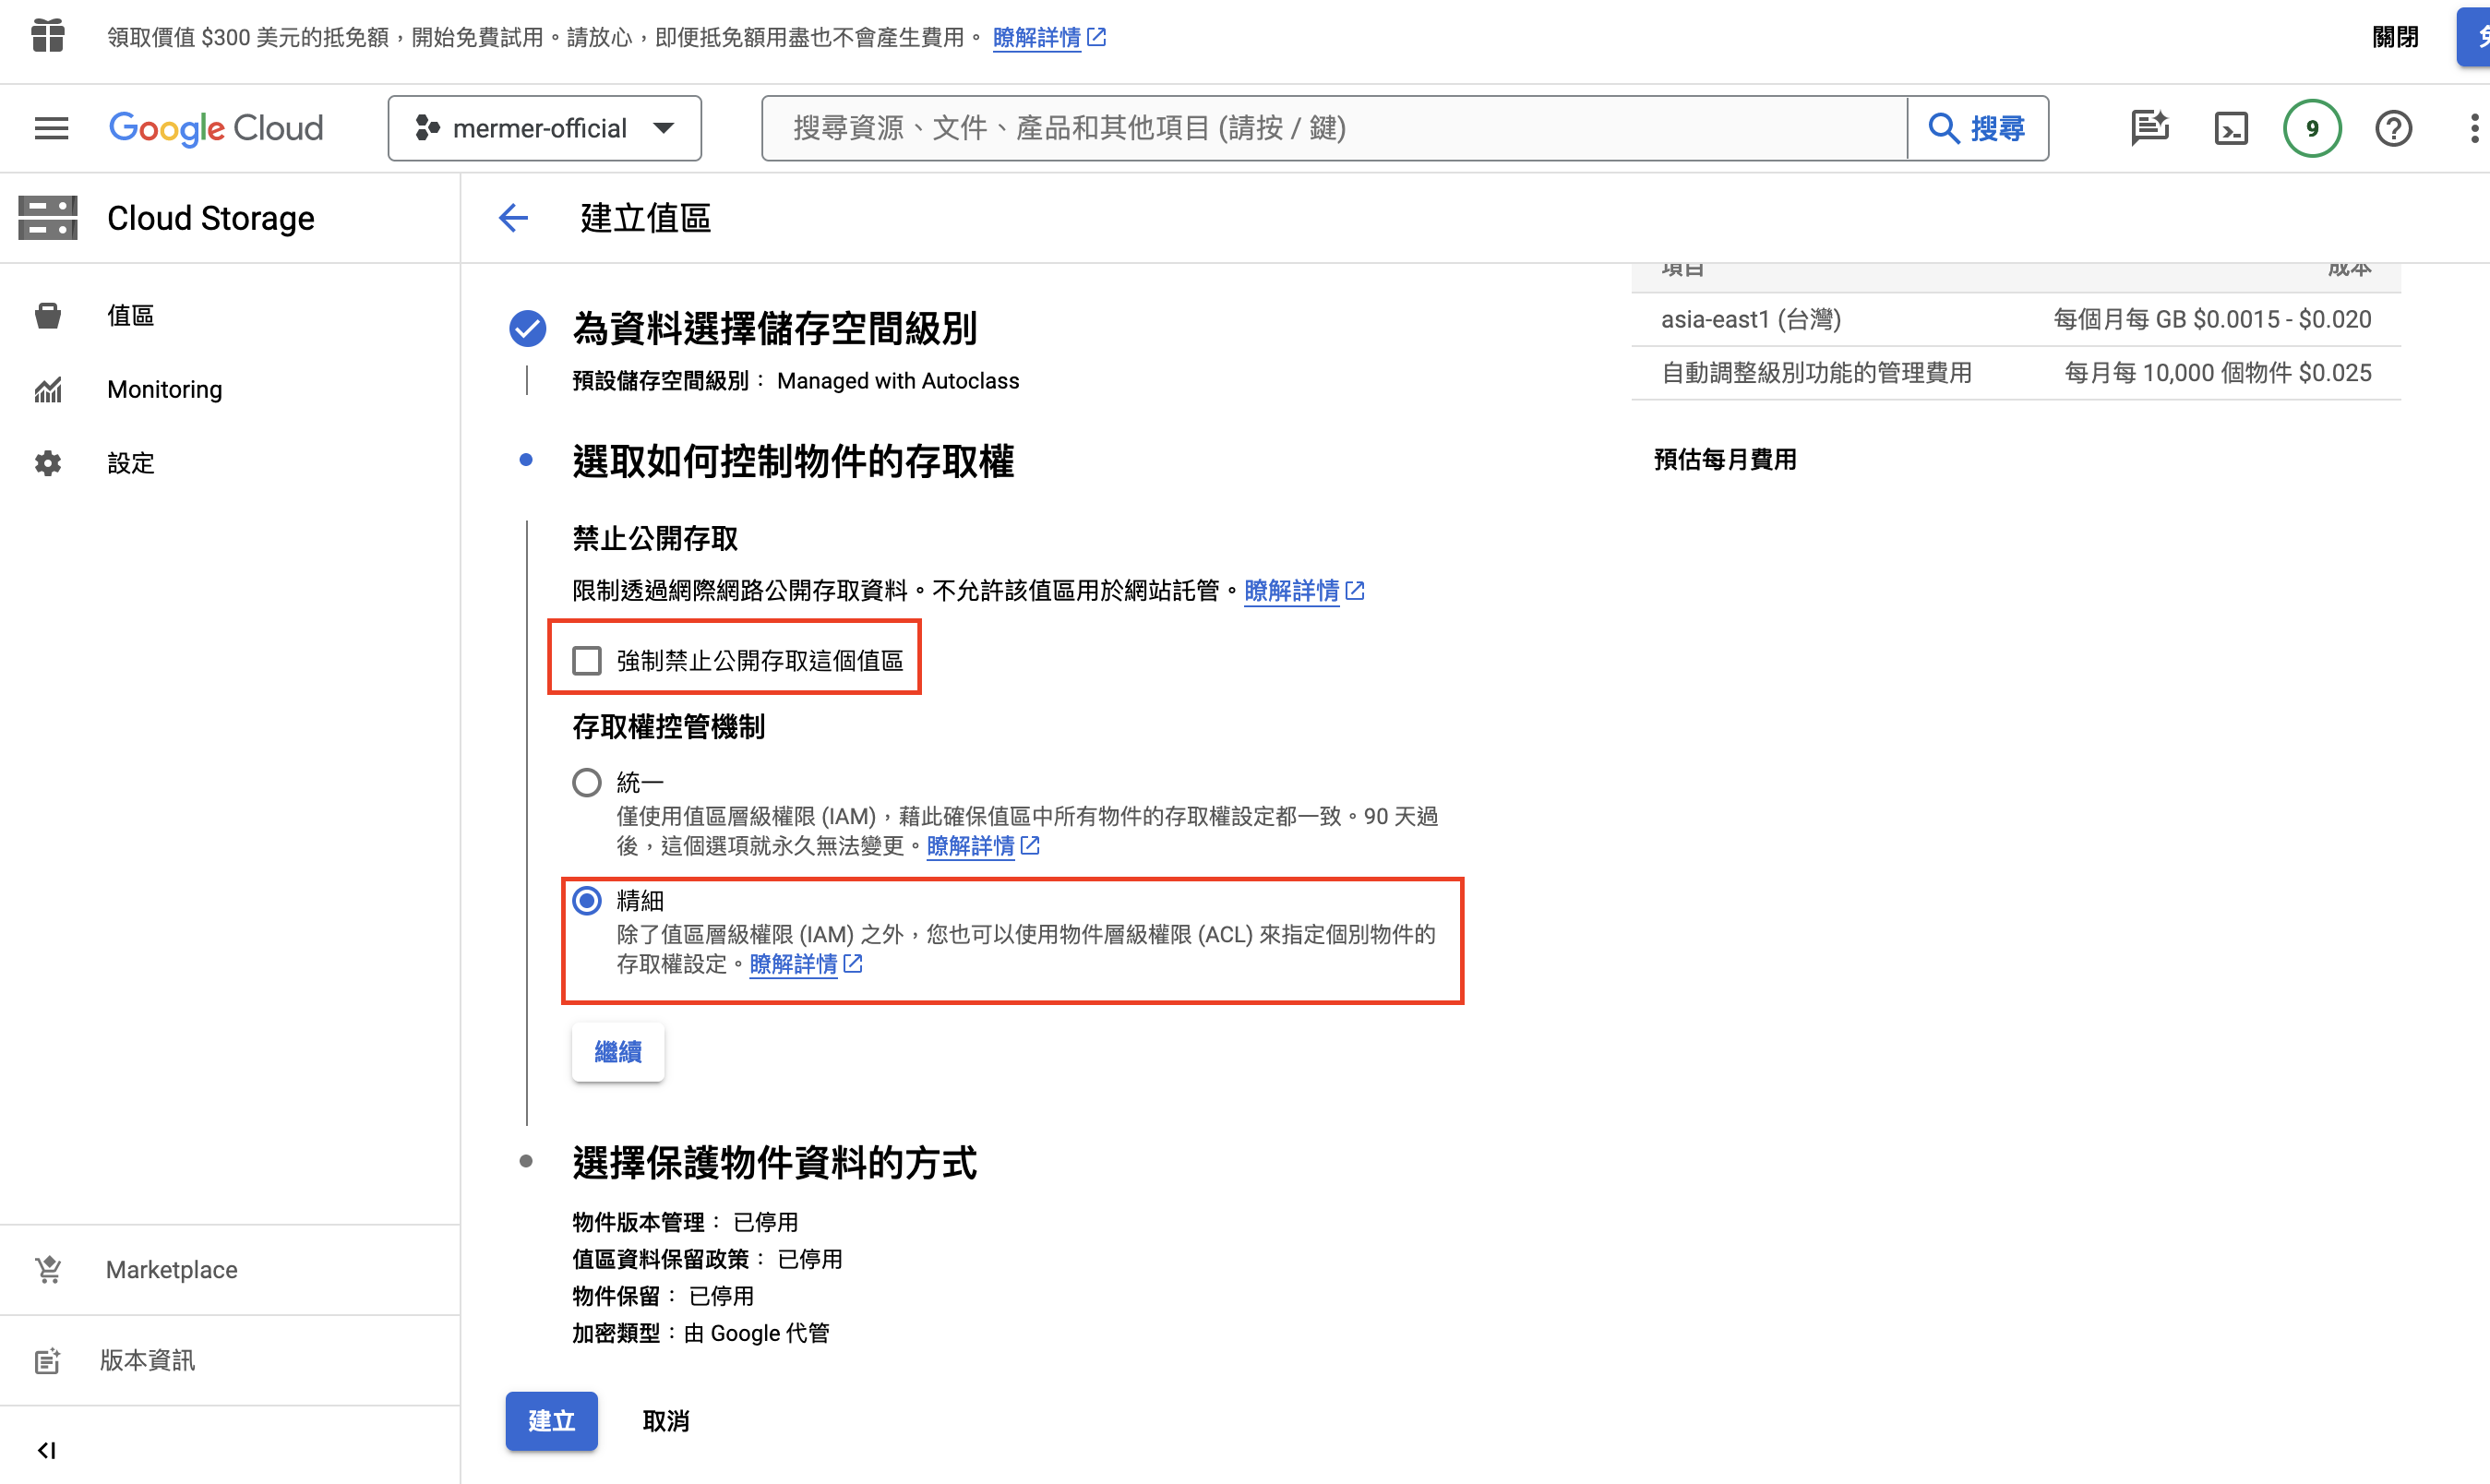 領取價值 $300 美元的抵免額，開始免費試用。請放心，即便抵免額用盡也不會產生費用。 瞭解詳情
關閉
Google Cloud
mermer-official
搜尋資源、文件、產品和其他項目 (請按 / 鍵)
搜尋
9
Cloud Storage
建立值區
值區
Monitoring
設定
Marketplace
版本資訊
為資料選擇儲存空間級別
預設儲存空間級別： Managed with Autoclass
選取如何控制物件的存取權
禁止公開存取
限制透過網際網路公開存取資料。不允許該值區用於網站託管。瞭解詳情
強制禁止公開存取這個值區
存取權控管機制
統一
僅使用值區層級權限 (IAM)，藉此確保值區中所有物件的存取權設定都一致。90 天過
後，這個選項就永久無法變更。瞭解詳情
精細
除了值區層級權限 (IAM) 之外，您也可以使用物件層級權限 (ACL) 來指定個別物件的
存取權設定。瞭解詳情
繼續
選擇保護物件資料的方式
物件版本管理： 已停用
值區資料保留政策： 已停用
物件保留： 已停用
加密類型：由 Google 代管
建立
取消
項目 成本
asia-east1 (台灣) 每個月每 GB $0.0015 - $0.020
自動調整級別功能的管理費用 每月每 10,000 個物件 $0.025
預估每月費用